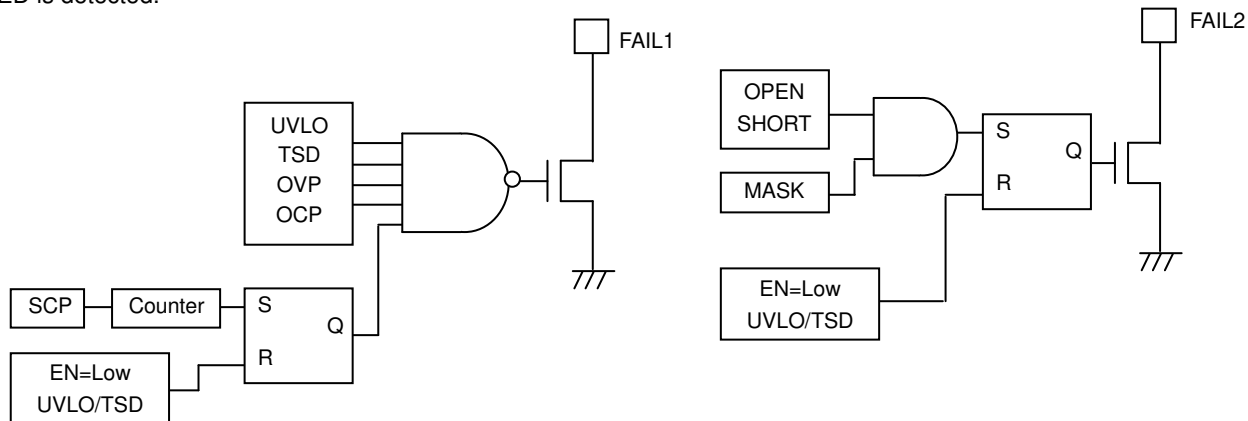 ED is detected.
FAIL1
UVLO
TSD
OVP
OCP
SCP
Counter
S
R
Q
EN=Low
UVLO/TSD
FAIL2
OPEN
SHORT
MASK
S
R
Q
EN=Low
UVLO/TSD